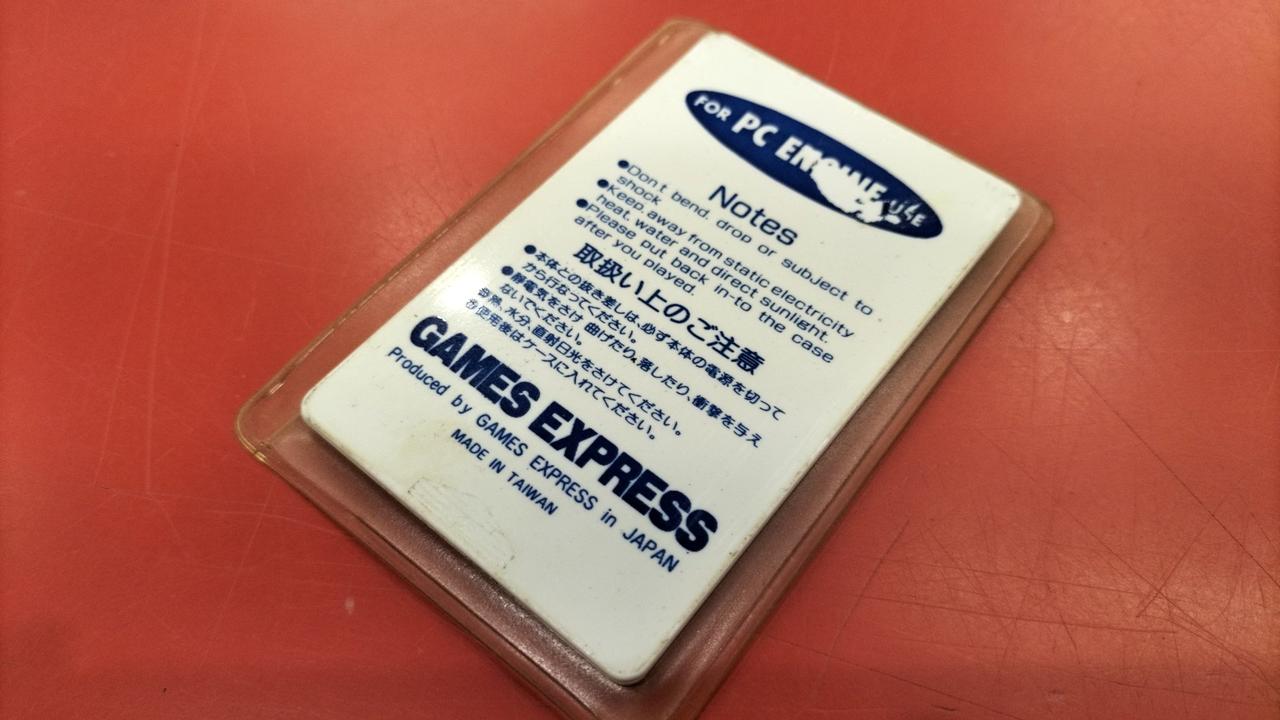 FOR PC ENGINE USE
Notes
●Don,t bend. drop or subject to
shock
●Keep.away from static electricity
heat. water and direct sunlight.
●Please put back in-to the case
after you played.
取扱い上のご注意
●本体との抜き差しは、必ず本体の電源を切って
から行なってください。
●静電気をさけ 曲げたり、落したり、衝撃を与え
ないでください。
●熱、水分、直射日光をさけてください。
●使用後はケースに入れてください。
GAMES EXPRESS
Produced by GAMES EXPRESS in JAPAN
MADE IN TAIWAN